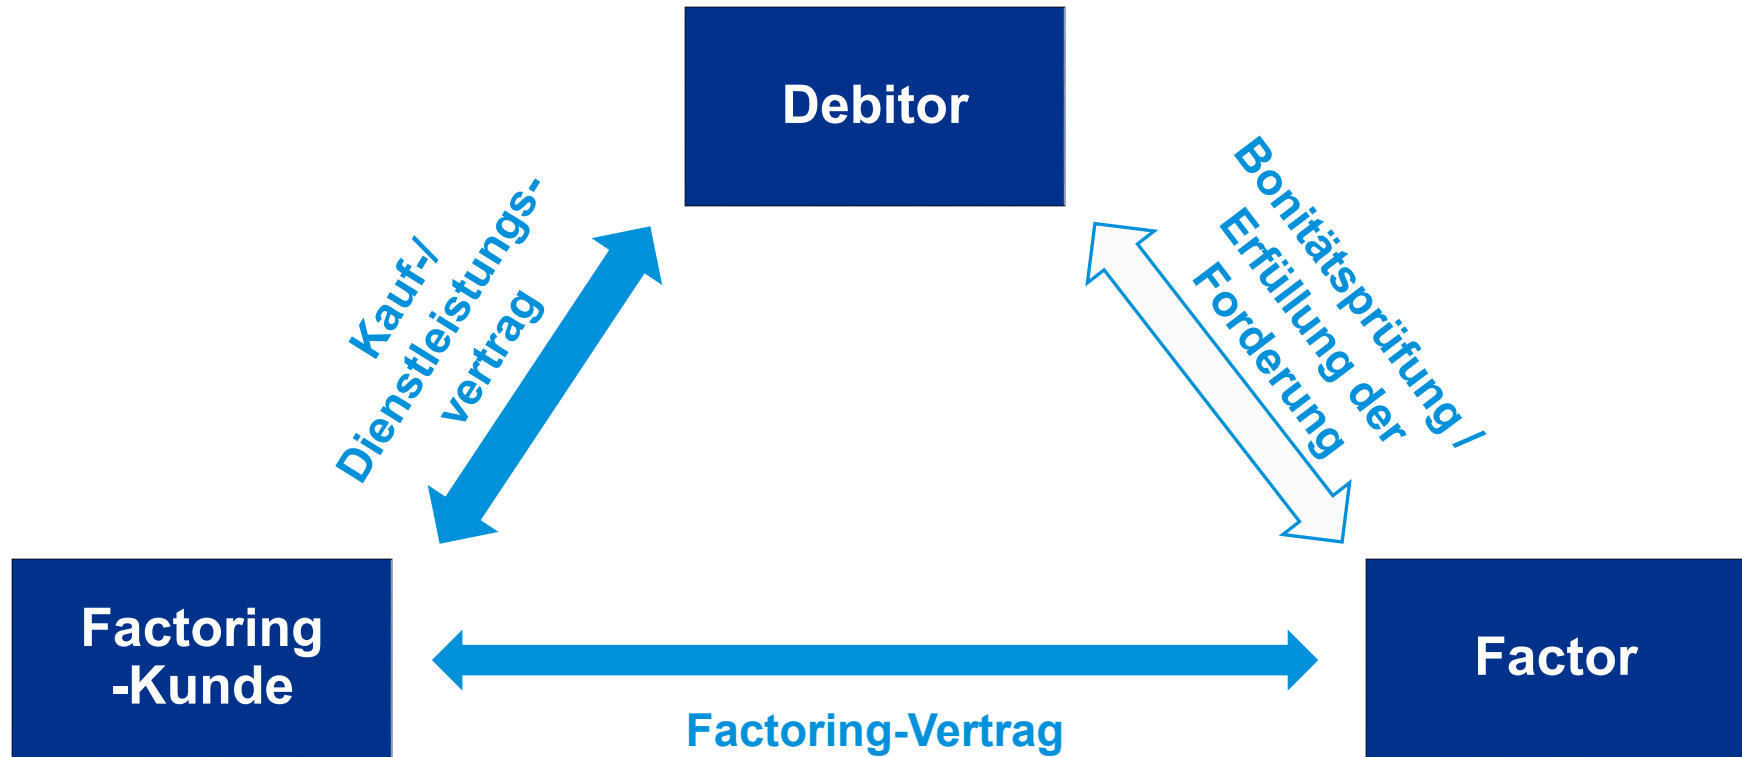 Debitor
Kauf-/
Dienstleistungs-
vertrag
Bonitätsprüfung /
Erfüllung der
Forderung
Factoring
-Kunde
Factor
Factoring-Vertrag